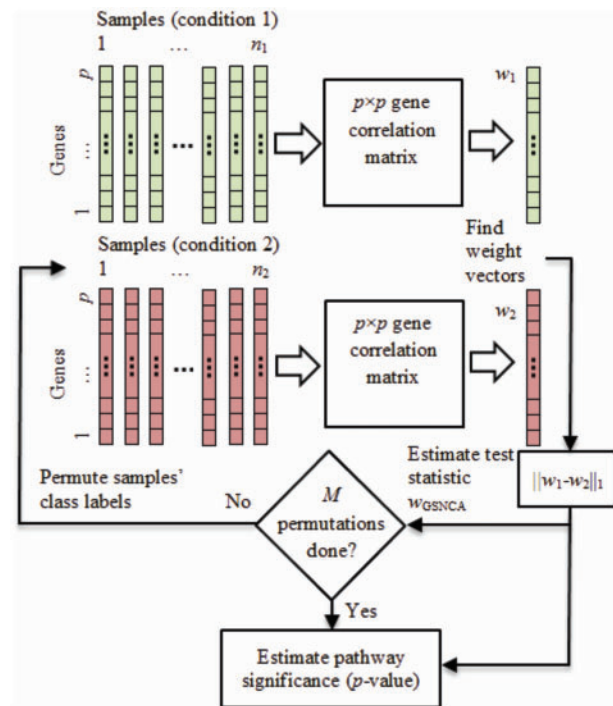 Samples (condition 1)
1 … n1
p
Genes
…
1
…
…
p×p gene
correlation
matrix
w1
…
Find
weight
vectors
Samples (condition 2)
1 … n2
p
Genes
…
1
…
…
p×p gene
correlation
matrix
w2
…
Permute samples'
class labels
No
M
permutations
done?
Estimate test
statistic
wGSNCA
||w1-w2||1
Yes
Estimate pathway
significance (p-value)